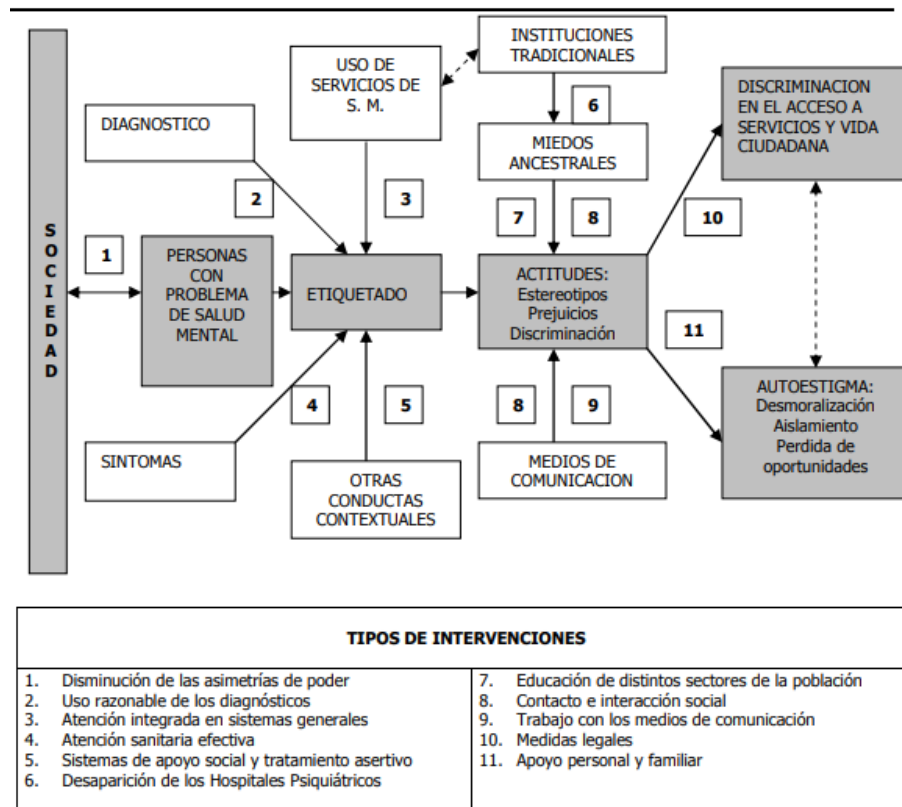 INSTITUCIONES
TRADICIONALES
USO DE
SERVICIOS DE
S. M.
DISCRIMINACION
EN EL ACCESO A
SERVICIOS Y VIDA
CIUDADANA
DIAGNOSTICO
6
MIEDOS
ANCESTRALES
2
3
7
8
10
SOCIEDAD
1
PERSONAS
CON
PROBLEMA
DE SALUD
MENTAL
ETIQUETADO
ACTITUDES:
Estereotipos
Prejuicios
Discriminación
11
4
5
8
9
AUTOESTIGMA:
Desmoralización
Aislamiento
Perdida de
oportunidades
SINTOMAS
OTRAS
CONDUCTAS
CONTEXTUALES
MEDIOS DE
COMUNICACION
TIPOS DE INTERVENCIONES
1. Disminución de las asimetrías de poder
2. Uso razonable de los diagnósticos
3. Atención integrada en sistemas generales
4. Atención sanitaria efectiva
5. Sistemas de apoyo social y tratamiento asertivo
6. Desaparición de los Hospitales Psiquiátricos
7. Educación de distintos sectores de la población
8. Contacto e interacción social
9. Trabajo con los medios de comunicación
10. Medidas legales
11. Apoyo personal y familiar